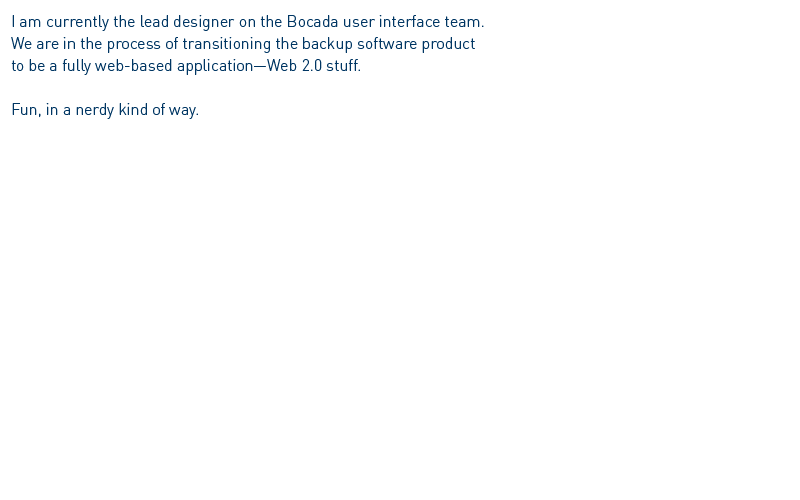 I am currently the lead designer on the Bocada user interface team.
We are in the process of transitioning the backup software product
to be a fully web-based application—Web 2.0 stuff.
Fun, in a nerdy kind of way.